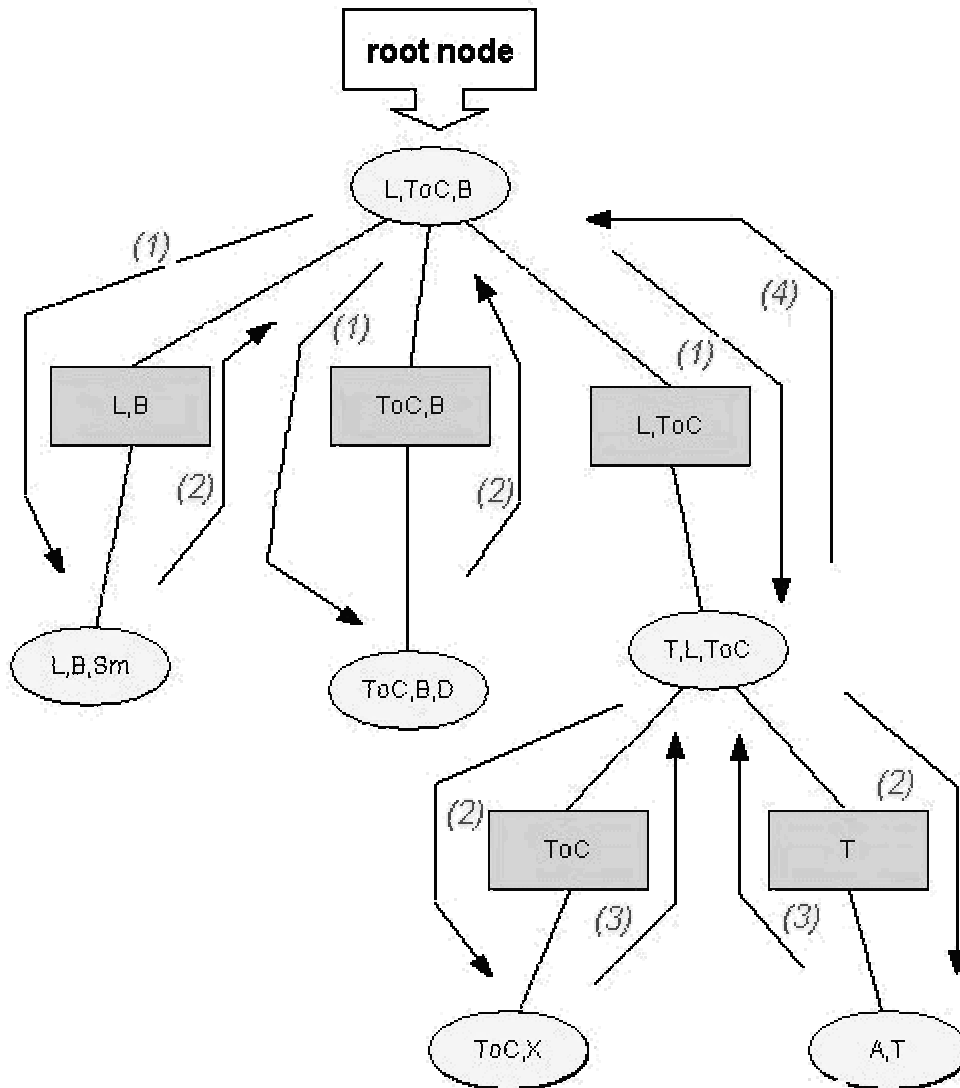 root node
L,ToC,B
(1)
(4)
(1)
(1)
L,B
ToC,B
L,ToC
(2)
(2)
L,B,Sm
ToC,B,D
T,L,ToC
(2)
(2)
ToC
T
(3)
(3)
ToC,X
A,T